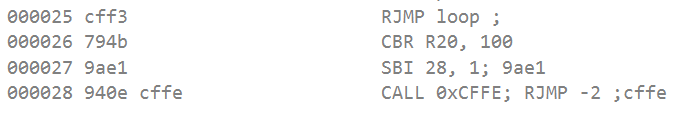 000025 cff3 RJMP loop ;
000026 794b CBR R20, 100
000027 9ae1 SBI 28, 1; 9ae1
000028 940e cffe CALL 0xCFFE; RJMP -2 ;cffe